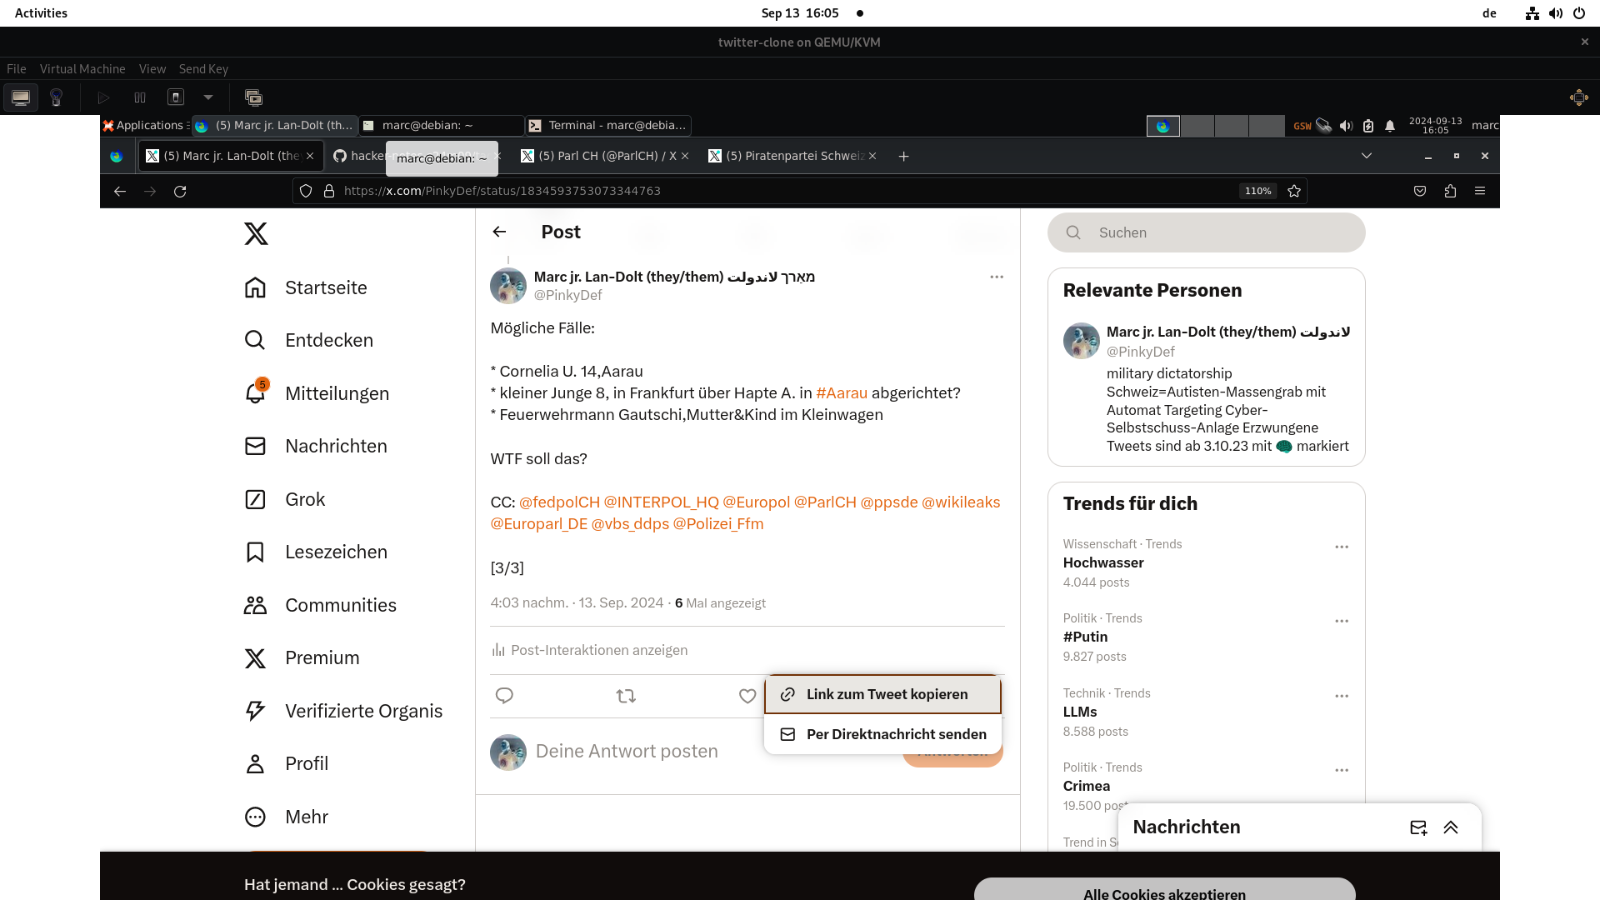 Activities
Sep 13 16:05
de
twitter-clone on QEMU/KVM
File Virtual Machine View Send Key
Applications
(5) Marc jr. Lan-Dolt (th...
marc@debian: ~
Terminal - marc@debia...
GSW
2024-09-13
16:05
marc
(5) Marc jr. Lan-Dolt (the
hacker
marc@debian: ~
(5) Parl CH (@ParlCH) / X
(5) Piratenpartei Schweiz
https://x.com/PinkyDef/status/1834593753073344763
110%
Startseite
Entdecken
5
Mitteilungen
Nachrichten
Grok
Lesezeichen
Communities
Premium
Verifizierte Organis
Profil
Mehr
Post
Marc jr. Lan-Dolt (they/them) מארך لاندولت
@PinkyDef
Mögliche Fälle:
* Cornelia U. 14,Aarau
* kleiner Junge 8, in Frankfurt über Hapte A. in #Aarau abgerichtet?
* Feuerwehrmann Gautschi,Mutter&Kind im Kleinwagen
WTF soll das?
CC: @fedpolCH @INTERPOL_HQ @Europol @ParlCH @ppsde @wikileaks
@Europarl_DE @vbs_ddps @Polizei_Ffm
[3/3]
4:03 nachm. · 13. Sep. 2024 · 6 Mal angezeigt
Post-Interaktionen anzeigen
Link zum Tweet kopieren
Per Direktnachricht senden
Deine Antwort posten
Antworten
Suchen
Relevante Personen
Marc jr. Lan-Dolt (they/them) لاندولت
@PinkyDef
military dictatorship
Schweiz=Autisten-Massengrab mit
Automat Targeting Cyber-
Selbstschuss-Anlage Erzwungene
Tweets sind ab 3.10.23 mit 🧠 markiert
Trends für dich
Wissenschaft · Trends
Hochwasser
4.044 posts
Politik · Trends
#Putin
9.827 posts
Technik · Trends
LLMs
8.588 posts
Politik · Trends
Crimea
19.500 posts
Trend in
Nachrichten
Hat jemand ... Cookies gesagt?
Alle Cookies akzeptieren